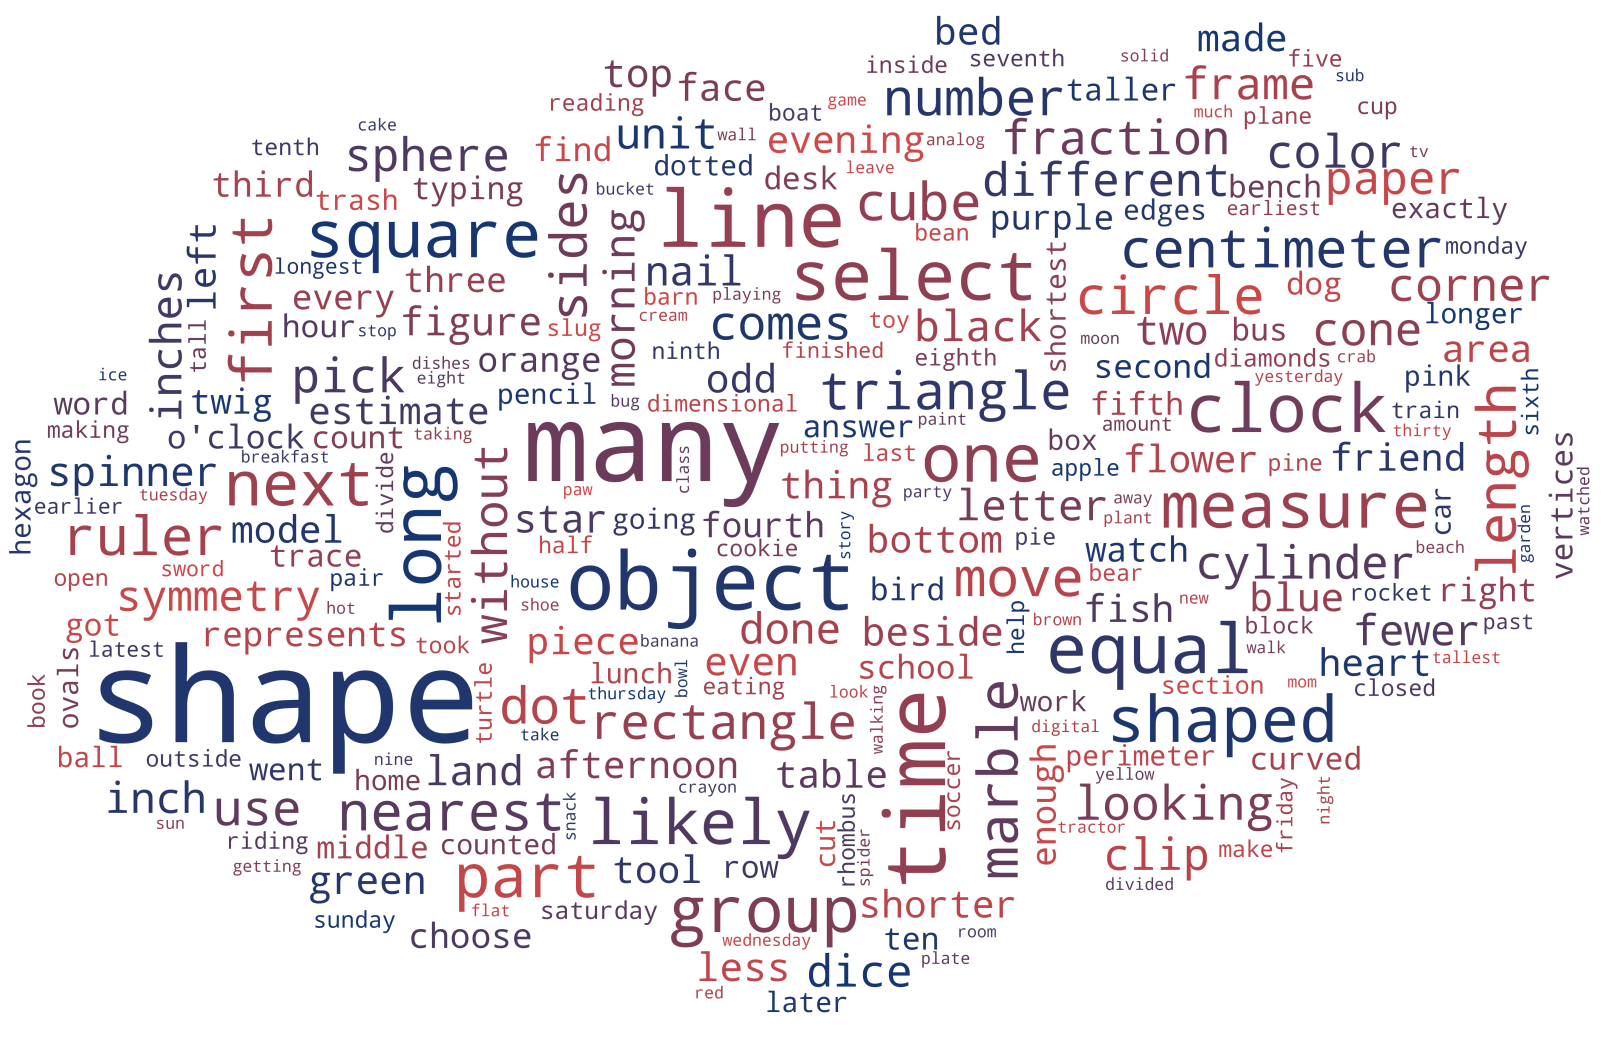 bed
made
solid
five
inside
seventh
sub
top
face
number
taller
frame
cup
reading
boat
game
much
plane
cake
unit
wall
evening
analog
fraction
color
tv
tenth
sphere
find
dotted
desk
leave
different
bench
paper
third
trash
typing
bucket
line
cube
purple
edges
earliest
exactly
square
sides
morning
bean
centimeter
monday
left
first
longest
three
nail
select
shortest
circle
dog
corner
inches
tall
every
barn
playing
cream
comes
toy
black
two
bus
cone
longer
hour
stop
figure
slug
ninth
finished
eighth
moon
second
diamonds
crab
area
ice
pick
dishes
eight
orange
odd
triangle
yesterday
pink
word
twig
estimate
pencil
bug
dimensional
fifth
amount
clock
train
sixth
making
o'clock
count
taking
many
answer
paint
box
thirty
length
hexagon
spinner
breakfast
next
divide
long
without
class
putting
last
one
apple
flower
pine
friend
vertices
watched
earlier
tuesday
paw
thing
party
letter
away
plant
measure
car
garden
ruler
model
star
going
fourth
story
bottom
pie
watch
cylinder
beach
trace
started
half
cookie
open
sword
pair
house
object
bird
move
bear
blue
rocket
right
symmetry
hot
shoe
help
brown
fish
new
got
represents
took
piece
banana
done
beside
equal
block
walk
fewer
past
latest
lunch
bowl
even
school
heart
tallest
book
ovals
shape
turtle
thursday
eating
look
time
marble
work
section
mom
closed
dot
take
rectangle
walking
digital
shaped
ball
outside
went
nine
home
land
afternoon
table
soccer
enough
perimeter
curved
crayon
yellow
inch
sun
use
nearest
snack
likely
rhombus
spider
looking
friday
night
riding
middle
counted
cut
tractor
getting
green
part
tool
row
clip
make
divided
sunday
flat
saturday
group
shorter
choose
wednesday
ten
room
less
dice
plate
red
later